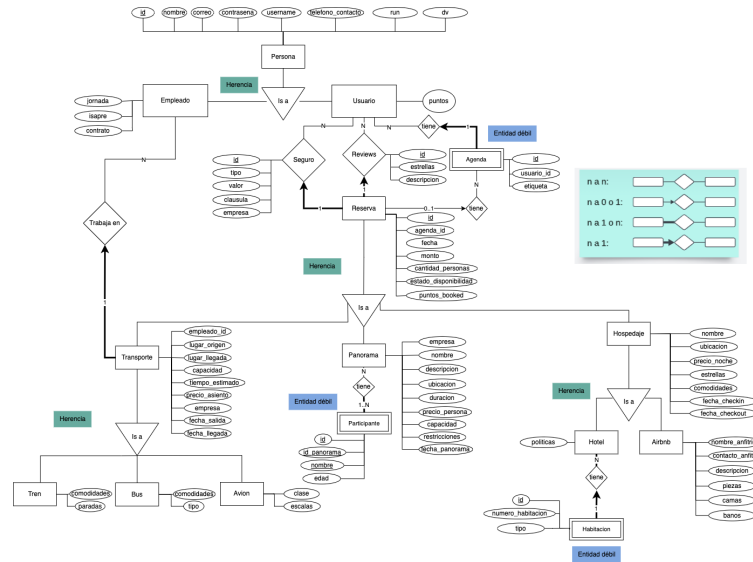 id nombre correo contrasena username telefono_contacto run dv
Persona
Herencia
Is a
Empleado
jornada
isapre
contrato
Usuario
puntos
N
N
N
N
N
1
tiene
Entidad débil
Agenda
id
usuario_id
etiqueta
Seguro
id
tipo
valor
clausula
empresa
Reviews
id
estrellas
descripcion
n a n:
n a 0 o 1:
n a 1 o n:
n a 1:
1
1
Reserva
0..1
tiene
N
id
agenda_id
fecha
monto
cantidad_personas
estado_disponibilidad
puntos_booked
Trabaja en
1
Herencia
Is a
Transporte
empleado_id
lugar_origen
lugar_llegada
capacidad
tiempo_estimado
precio_asiento
empresa
fecha_salida
fecha_llegada
Panorama
empresa
nombre
descripcion
ubicacion
duracion
precio_persona
capacidad
restricciones
fecha_panorama
N
tiene
1..N
Entidad débil
Participante
id
id_panorama
nombre
edad
Hospedaje
nombre
ubicacion
precio_noche
estrellas
comodidades
fecha_checkin
fecha_checkout
Herencia
Is a
Herencia
Is a
Tren
comodidades
paradas
Bus
comodidades
tipo
Avion
clase
escalas
politicas
Hotel
Airbnb
nombre_anfitri
contacto_anfit
descripcion
piezas
camas
banos
N
tiene
1
id
numero_habitacion
tipo
Habitacion
Entidad débil